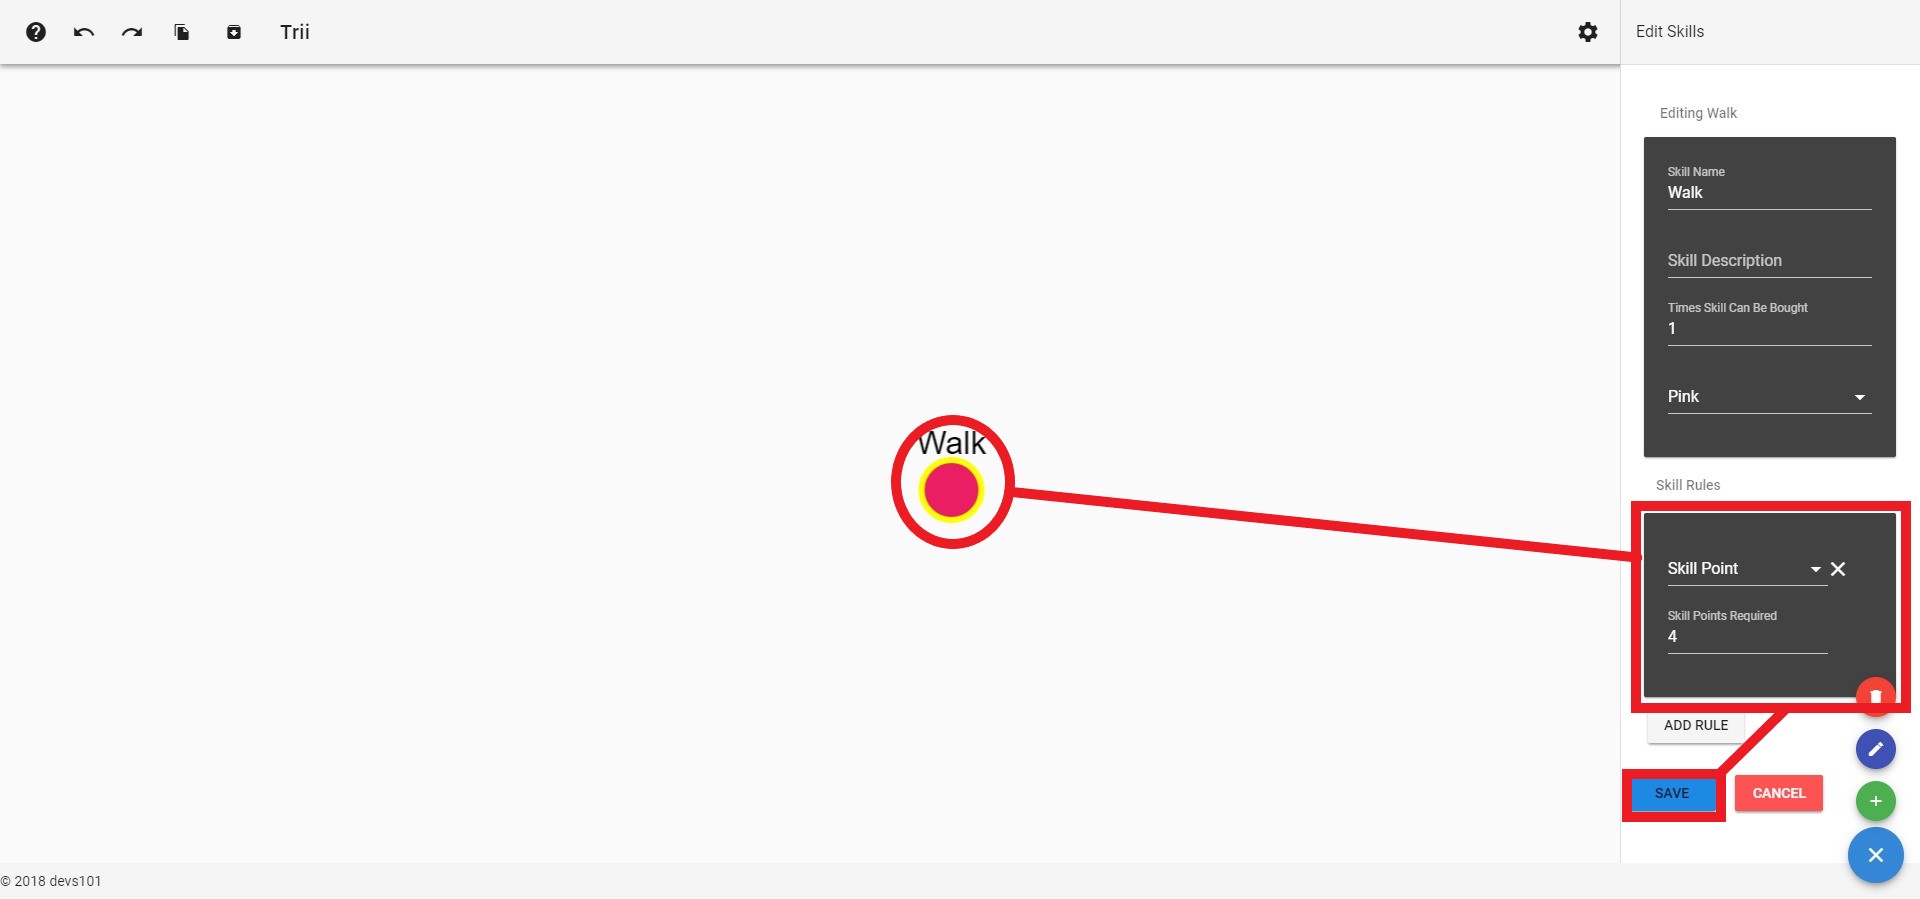 Trii
Edit Skills
Editing Walk
Skill Name
Walk
Skill Description
Times Skill Can Be Bought
1
Pink
Walk
Skill Rules
Skill Point
Skill Points Required
4
ADD RULE
SAVE CANCEL
© 2018 devs101